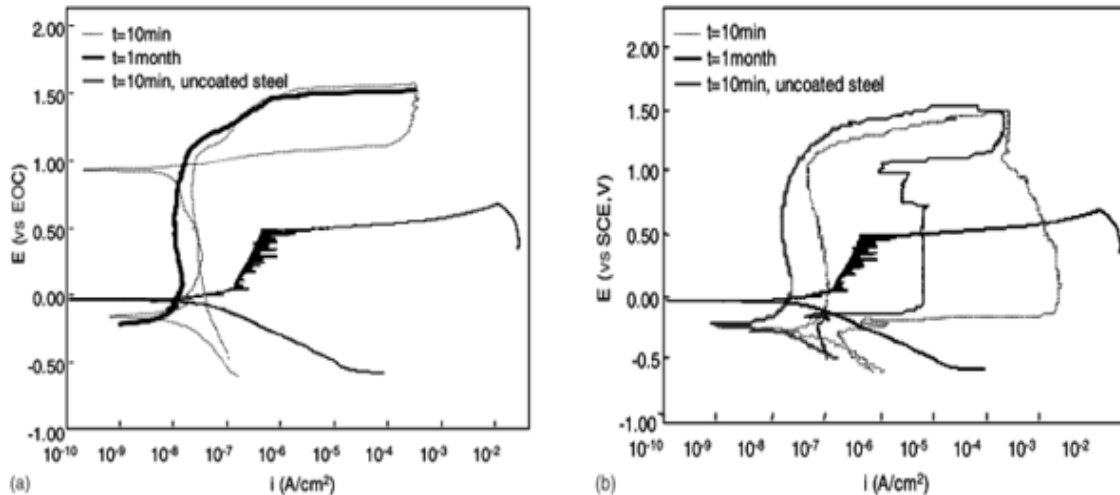 2.00
1.50
1.00
0.50
0.00
-0.50
-1.00
E (vs EOC)
t=10min
t=1month
t=10min, uncoated steel
10-10 10-9 10-8 10-7 10-6 10-5 10-4 10-3 10-2
(a)
i (A/cm²)
2.00
1.50
1.00
0.50
0.00
-0.5
-1.00
E (vs SCE,V)
t=10min
t=1month
t=10min, uncoated steel
10-10 10-9 10-8 10-7 10-6 10-5 10-4 10-3 10-2
(b)
i (A/cm²)